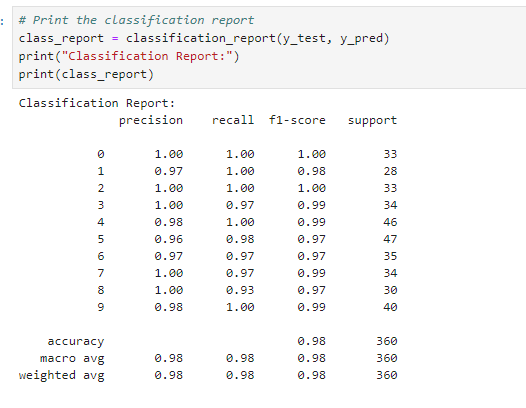 : # Print the classification report
class_report = classification_report(y_test, y_pred)
print("Classification Report:")
print(class_report)
Classification Report:
              precision    recall  f1-score   support

           0       1.00      1.00      1.00        33
           1       0.97      1.00      0.98        28
           2       1.00      1.00      1.00        33
           3       1.00      0.97      0.99        34
           4       0.98      1.00      0.99        46
           5       0.96      0.98      0.97        47
           6       0.97      0.97      0.97        35
           7       1.00      0.97      0.99        34
           8       1.00      0.93      0.97        30
           9       0.98      1.00      0.99        40

    accuracy                           0.98       360
   macro avg       0.98      0.98      0.98       360
weighted avg       0.98      0.98      0.98       360